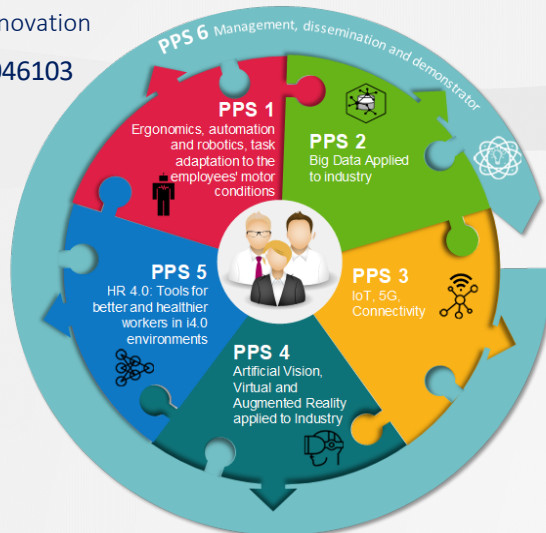 novation
046103
PPS 6 Management, dissemination and demonstrator
PPS 1
Ergonomics, automation
and robotics, task
adaptation to the
employees' motor
conditions
PPS 2
Big Data Applied
to industry
PPS 3
IoT, 5G,
Connectivity
PPS 4
Artificial Vision,
Virtual and
Augmented Reality
applied to Industry
PPS 5
HR 4.0: Tools for
better and healthier
workers in i4.0
environments